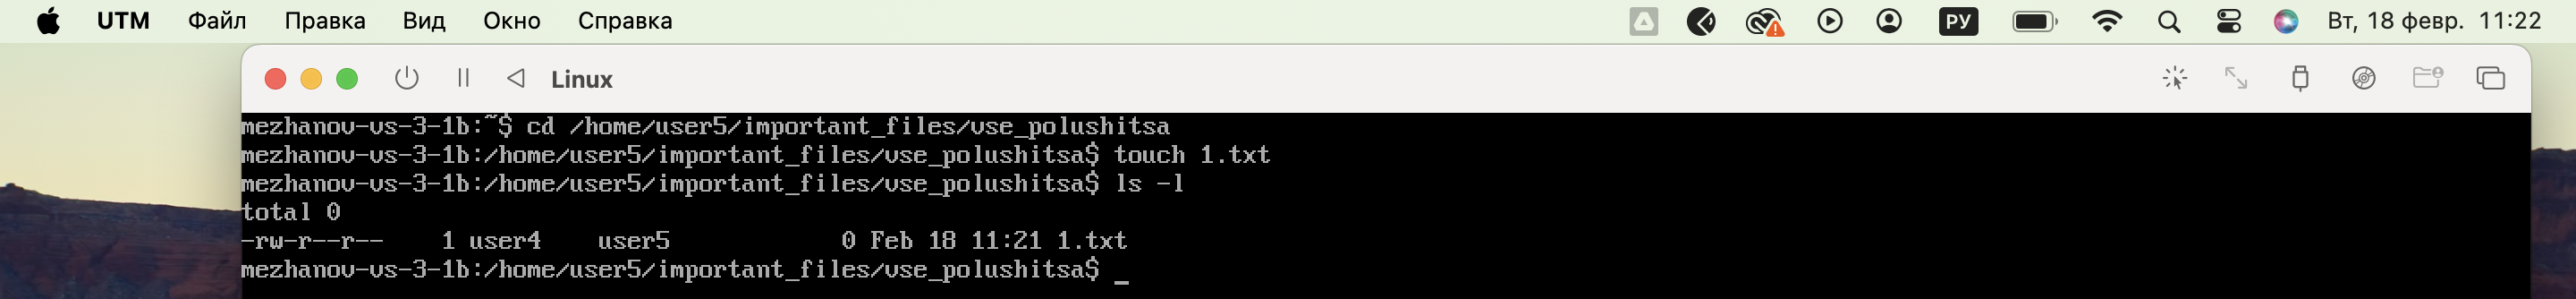 UTM Файл Правка Вид Окно Справка РУ Вт, 18 февр. 11:22
Linux
mezhanov-vs-3-1b:~$ cd /home/user5/important_files/vse_polushitsa
mezhanov-vs-3-1b:/home/user5/important_files/vse_polushitsa$ touch 1.txt
mezhanov-vs-3-1b:/home/user5/important_files/vse_polushitsa$ ls -l
total 0
-rw-r--r--    1 user4    user5            0 Feb 18 11:21 1.txt
mezhanov-vs-3-1b:/home/user5/important_files/vse_polushitsa$ _